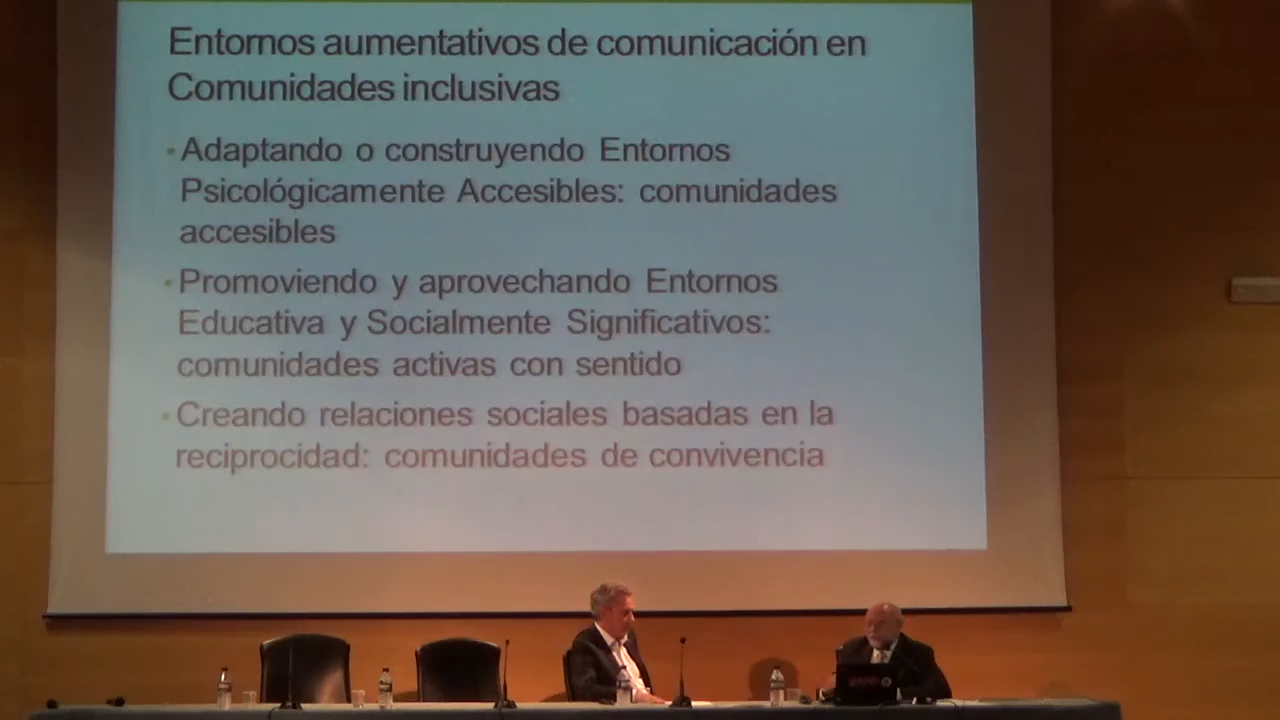 Entornos aumentativos de comunicación en
Comunidades inclusivas
Adaptando o construyendo Entornos
Psicológicamente Accesibles: comunidades
accesibles
Promoviendo y aprovechando Entornos
Educativa y Socialmente Significativos:
comunidades activas con sentido
Creando relaciones sociales basadas en la
reciprocidad: comunidades de convivencia